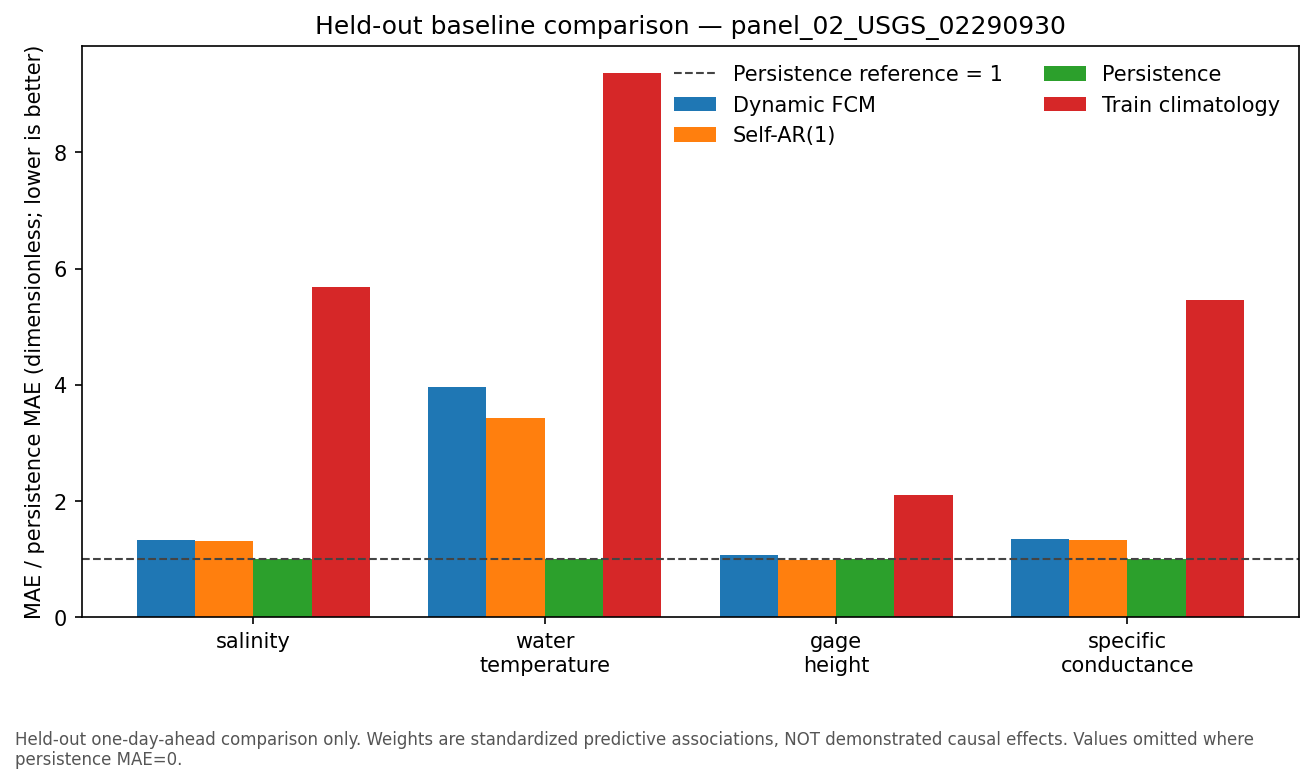 Held-out baseline comparison — panel_02_USGS_02290930
MAE / persistence MAE (dimensionless; lower is better)
Persistence reference = 1
Dynamic FCM
Self-AR(1)
Persistence
Train climatology
8
6
4
2
0
salinity
water
temperature
gage
height
specific
conductance
Held-out one-day-ahead comparison only. Weights are standardized predictive associations, NOT demonstrated causal effects. Values omitted where
persistence MAE=0.